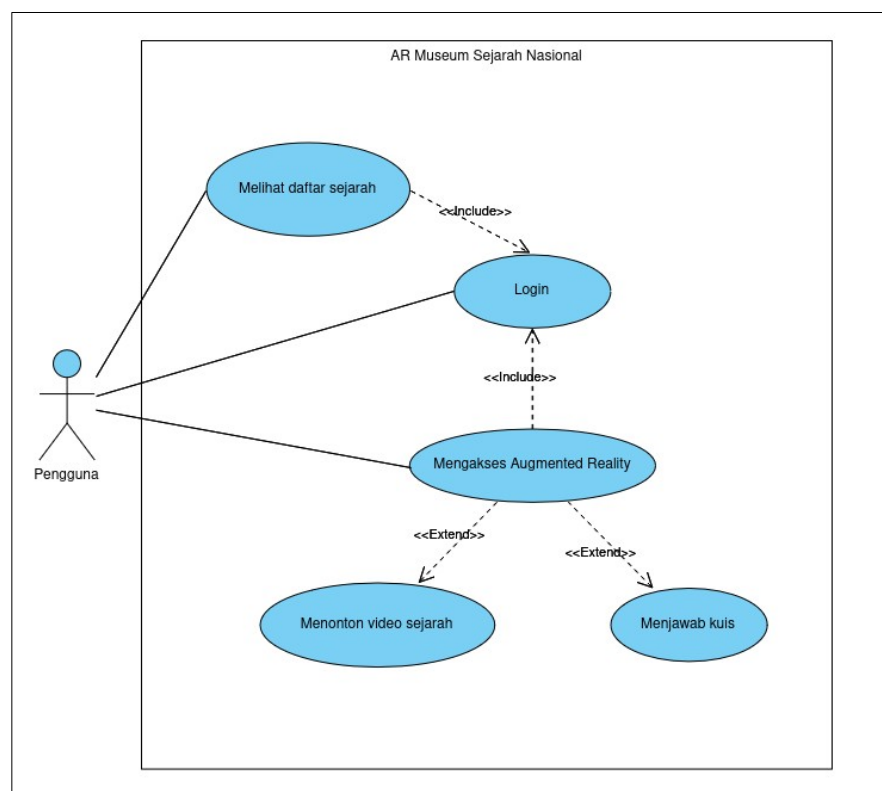 AR Museum Sejarah Nasional
Melihat daftar sejarah
<<Include>>
Login
<<Include>>
Pengguna
Mengakses Augmented Reality
<<Extend>>
<<Extend>>
Menonton video sejarah
Menjawab kuis